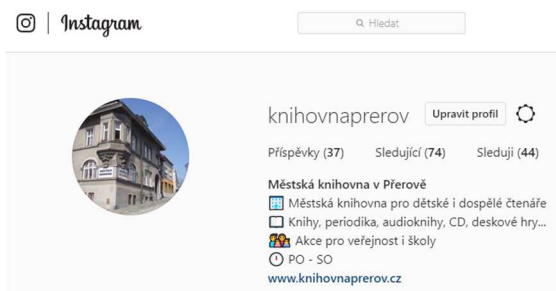 Instagram
Hledat
knihovnaprerov
Upravit profil
Příspěvky (37) Sledující (74) Sleduji (44)
Městská knihovna v Přerově
Městská knihovna pro dětské i dospělé čtenáře
Knihy, periodika, audioknihy, CD, deskové hry...
Akce pro veřejnost i školy
PO - SO
www.knihovnaprerov.cz